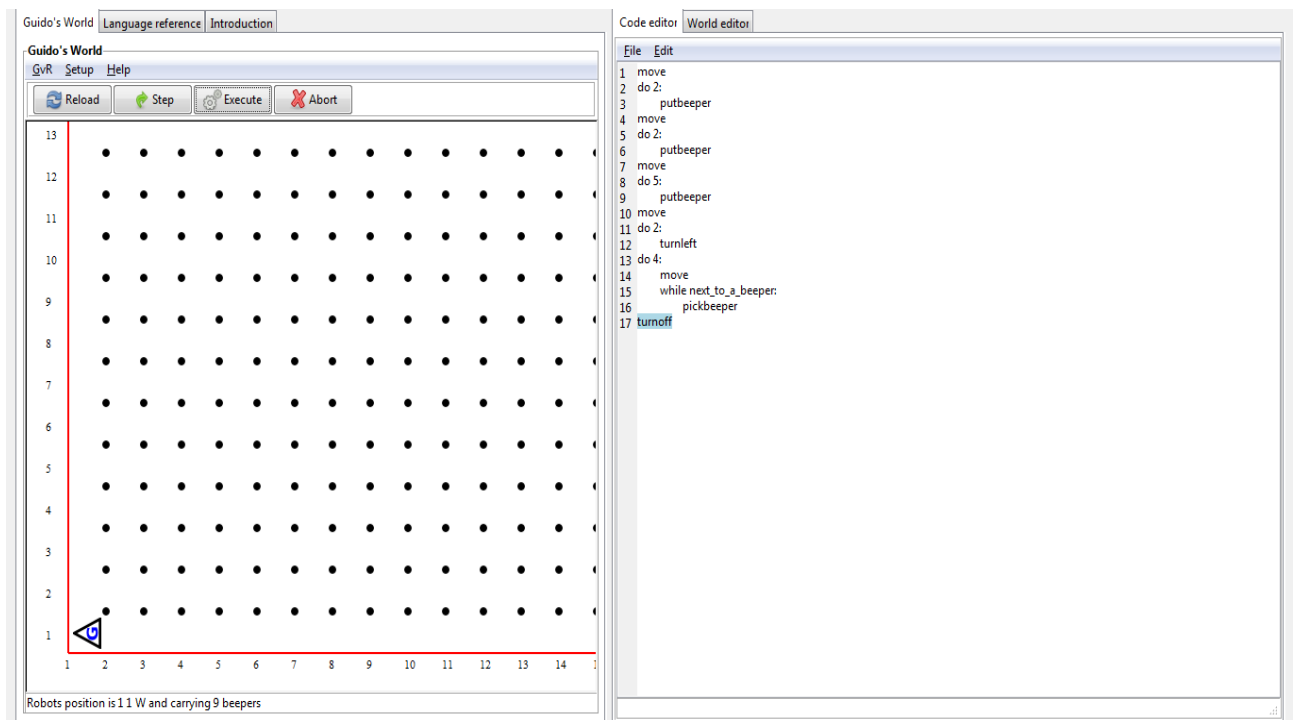 Guido's World Language reference Introduction
Guido's World
GvR Setup Help
Reload Step Execute Abort
13
12
11
10
9
8
7
6
5
4
3
2
1
G
1 2 3 4 5 6 7 8 9 10 11 12 13 14 1
Robots position is 1 1 W and carrying 9 beepers
Code editor World editor
File Edit
1 move
2 do 2:
3 putbeeper
4 move
5 do 2:
6 putbeeper
7 move
8 do 5:
9 putbeeper
10 move
11 do 2:
12 turnleft
13 do 4:
14 move
15 while next_to_a_beeper:
16 pickbeeper
17 turnoff